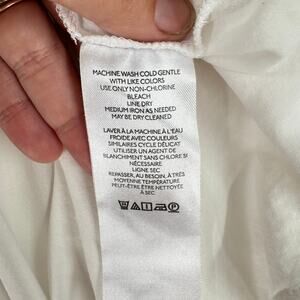 MACHINE WASH COLD GENTLE
WITH LIKE COLORS
USE ONLY NON-CHLORINE
BLEACH
LINE DRY
MEDIUM IRON AS NEEDED
MAY BE DRY CLEANED
LAVER À LA MACHINE À L'EAU
FROIDE AVEC COULEURS
SIMILAIRES CYCLE DÉLICAT
UTILISER UN AGENT DE
BLANCHIMENT SANS CHLORE SI
NÉCESSAIRE
LIGNE SEC
REPASSER, AU BESOIN, À TRÈS
MOYENNE TEMPÉRATURE
PEUT-ÊTRE ÊTRE NETTOYÉE
À SEC